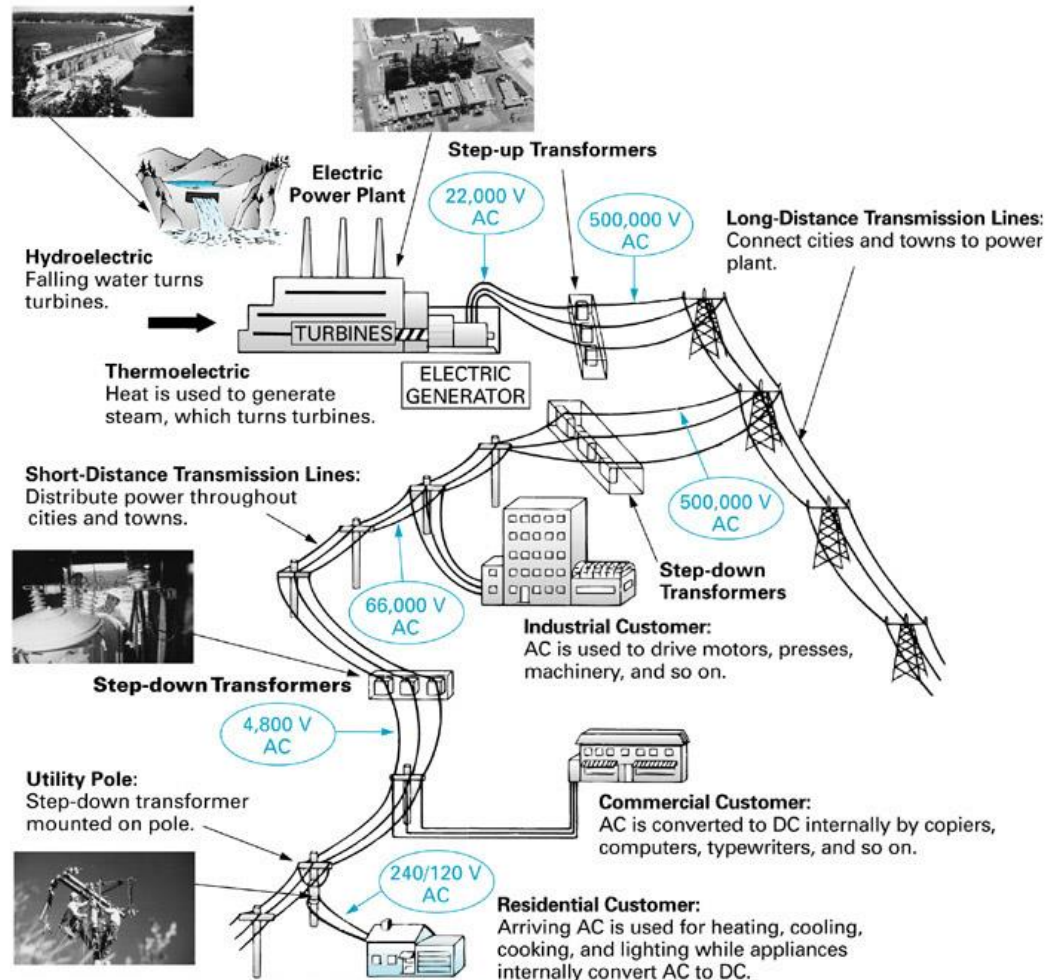 Step-up Transformers
Electric
Power Plant
22,000 V
AC
500,000 V
AC
Long-Distance Transmission Lines:
Connect cities and towns to power
plant.
Hydroelectric
Falling water turns
turbines.
TURBINES
Thermoelectric
Heat is used to generate
steam, which turns turbines.
ELECTRIC
GENERATOR
Short-Distance Transmission Lines:
Distribute power throughout
cities and towns.
500,000 V
AC
Step-down
Transformers
66,000 V
AC
Industrial Customer:
AC is used to drive motors, presses,
machinery, and so on.
Step-down Transformers
4,800 V
AC
Utility Pole:
Step-down transformer
mounted on pole.
Commercial Customer:
AC is converted to DC internally by copiers,
computers, typewriters, and so on.
240/120 V
AC
Residential Customer:
Arriving AC is used for heating, cooling,
cooking, and lighting while appliances
internally convert AC to DC.